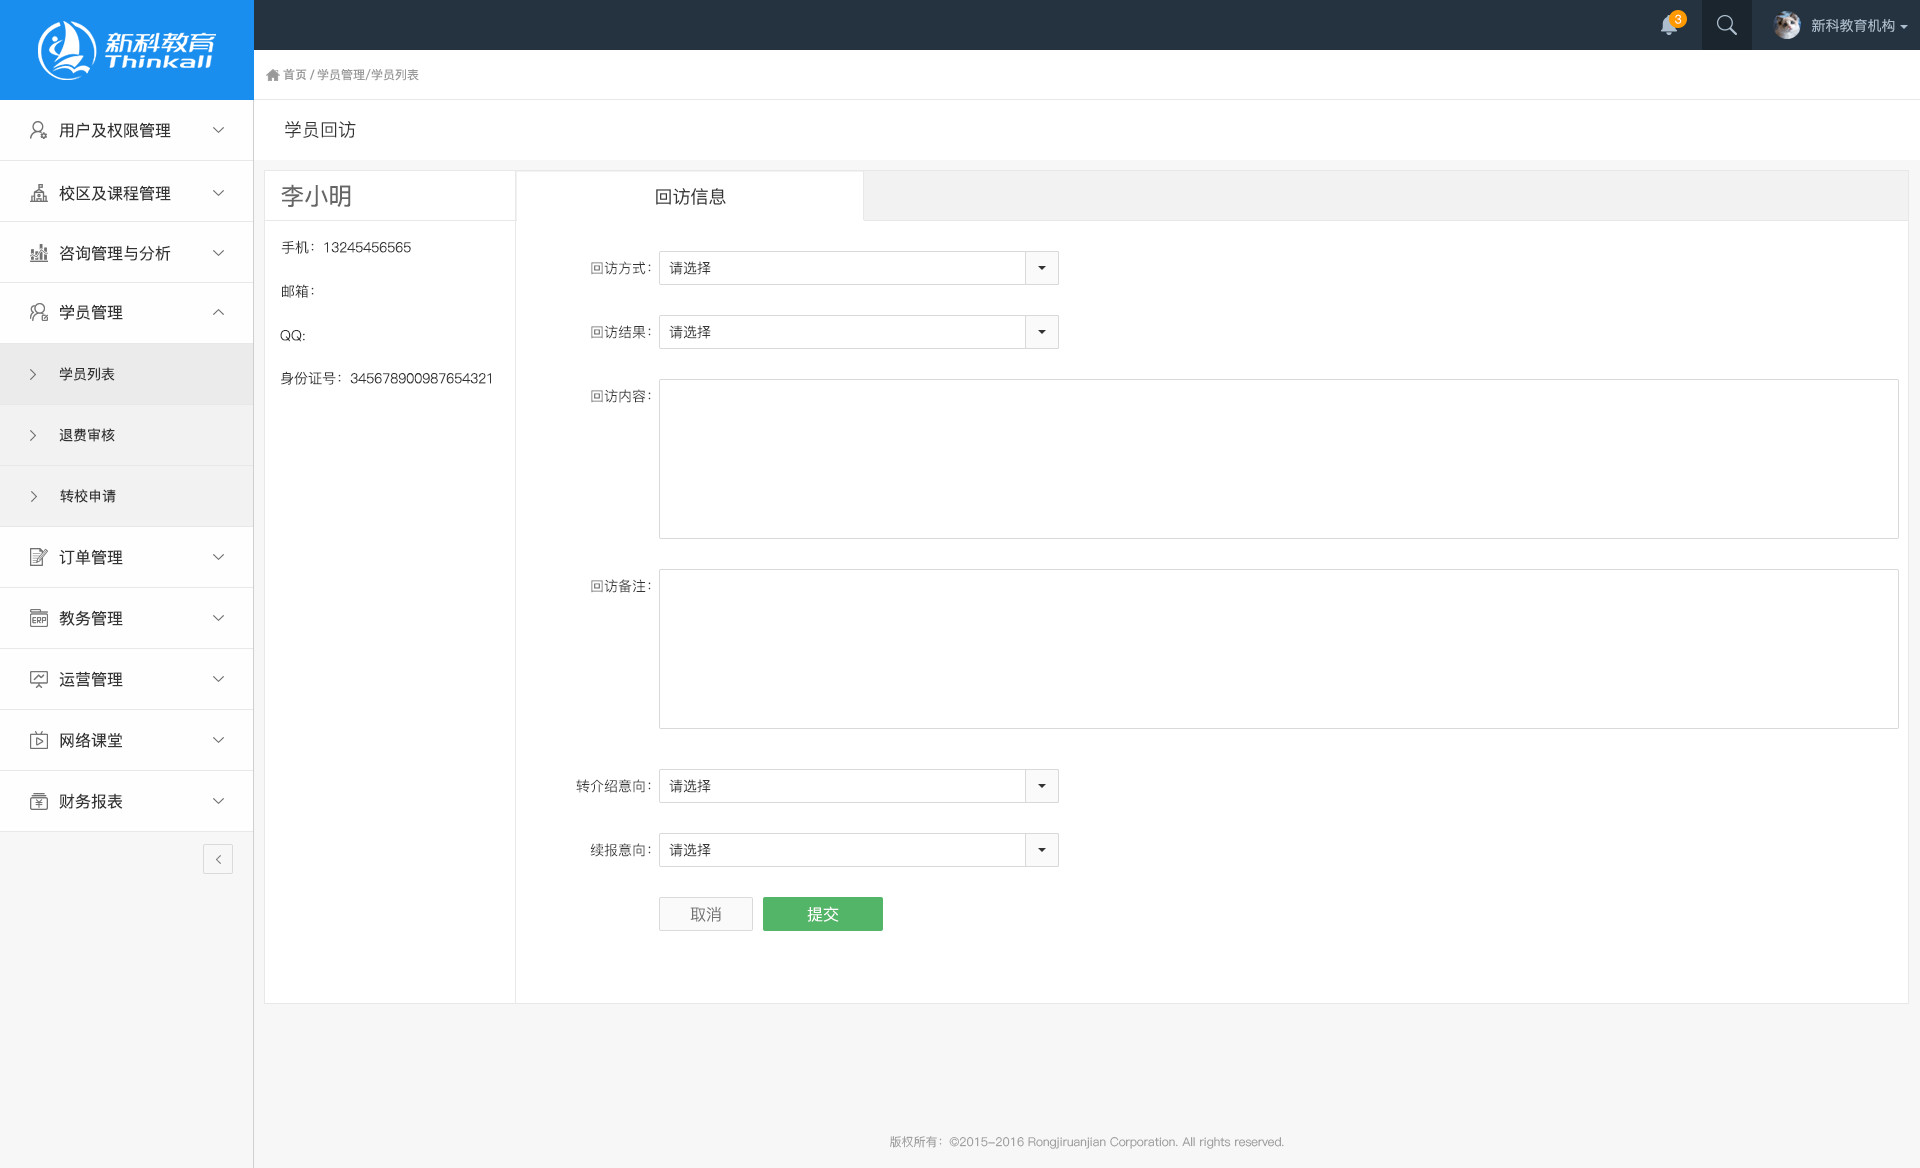 新科教育
Thinkall
3
新科教育机构
首页 / 学员管理/学员列表
用户及权限管理
校区及课程管理
咨询管理与分析
学员管理
学员列表
退费审核
转校申请
订单管理
ERP
教务管理
运营管理
网络课堂
¥
财务报表
学员回访
李小明
手机：13245456565
邮箱：
QQ:
身份证号：345678900987654321
回访信息
回访方式： 请选择
回访结果： 请选择
回访内容：
回访备注：
转介绍意向： 请选择
续报意向： 请选择
取消 提交
版权所有：©2015-2016 Rongjiruanjian Corporation. All rights reserved.